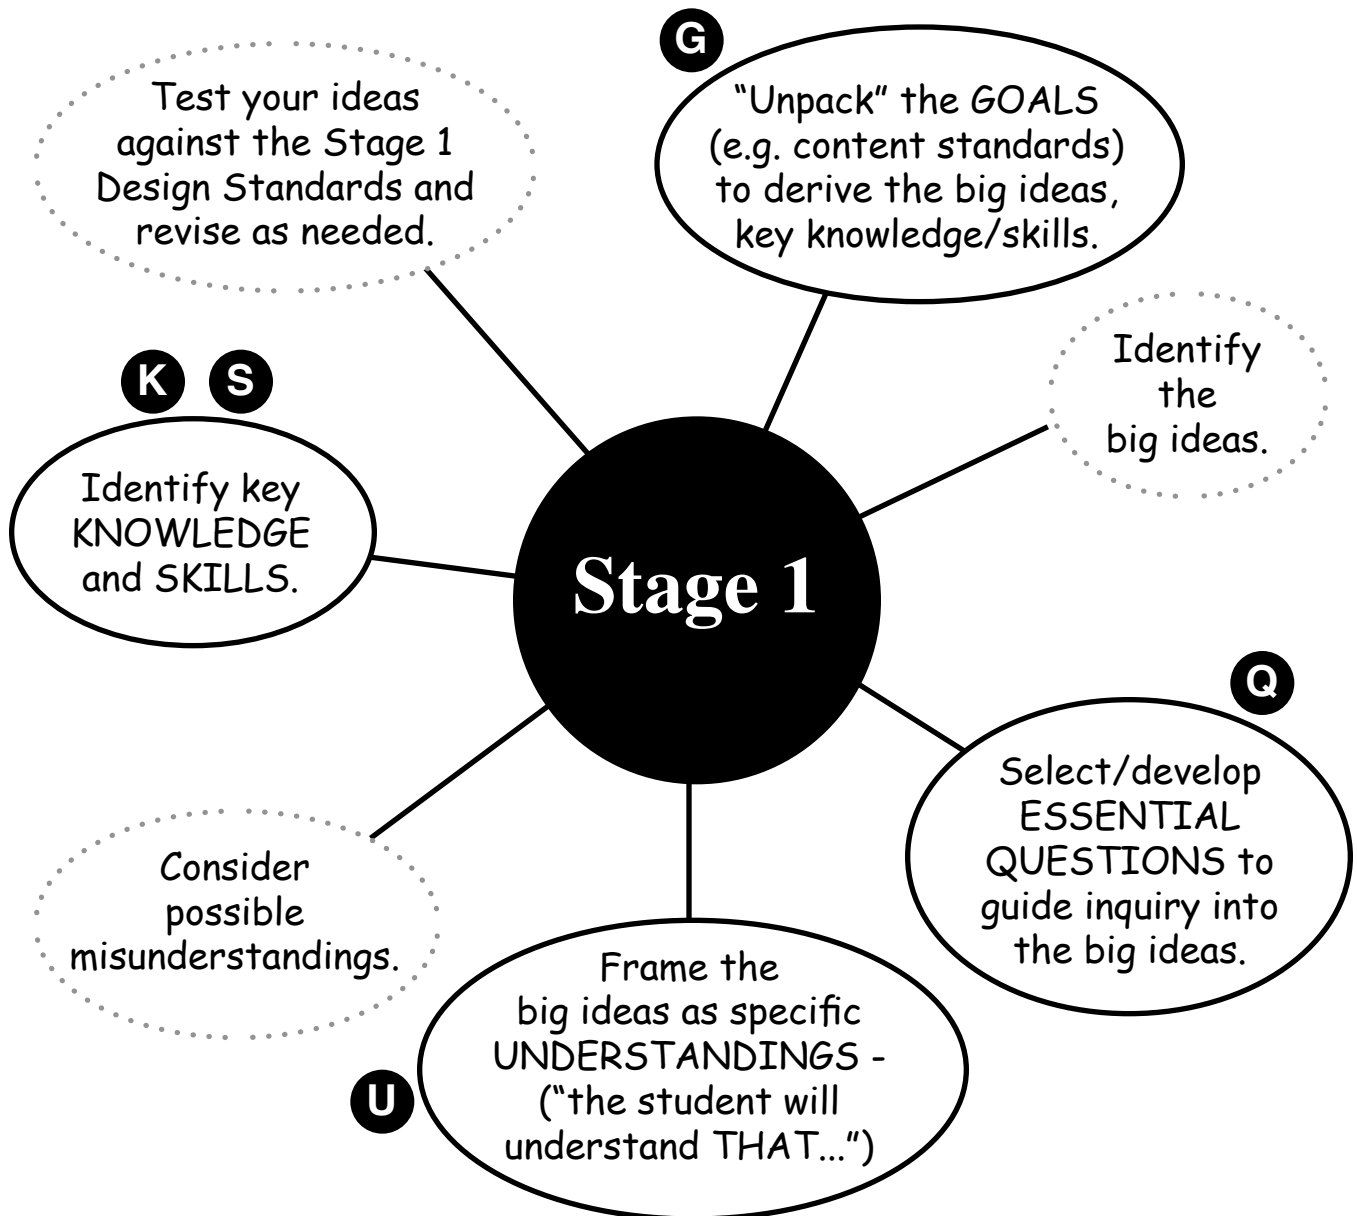 G
“Unpack” the GOALS
(e.g. content standards)
to derive the big ideas,
key knowledge/skills.
Identify
the
big ideas.
Q
Select/develop
ESSENTIAL
QUESTIONS to
guide inquiry into
the big ideas.
U
Frame the
big ideas as specific
UNDERSTANDINGS -
(“the student will
understand THAT...”)
Consider
possible
misunderstandings.
K S
Identify key
KNOWLEDGE
and SKILLS.
Test your ideas
against the Stage 1
Design Standards and
revise as needed.
Stage 1